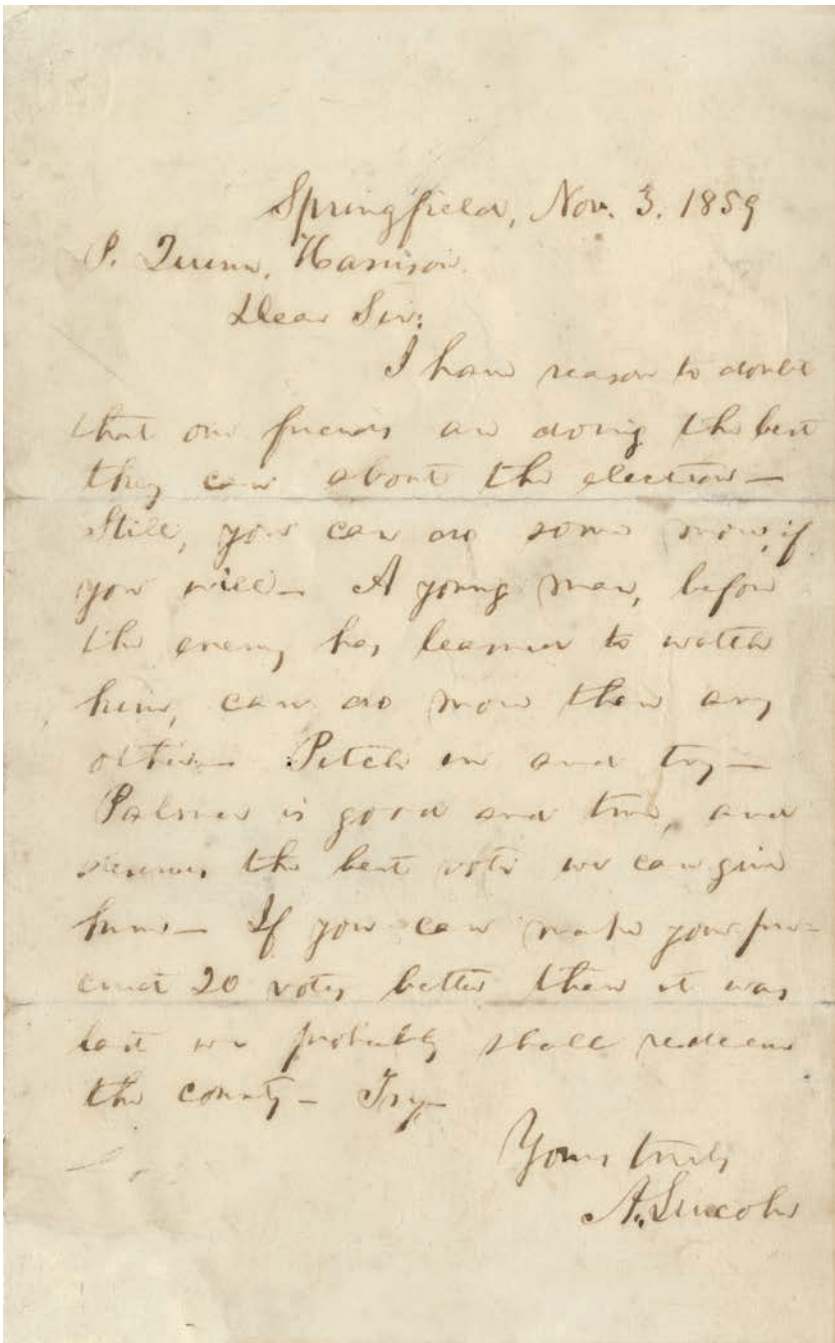 Springfield, Nov. 3. 1859
P. Quinn, Harrison.
Dear Sir:
I have reason to doubt
that our friends are doing the best
they can about the election—
Still, you can do some more, if
you will— A young man, before
the enemy has learned to watch
him, can do more than any
other— Pitch in and try—
Palmer is good and true, and
deserves the best vote we can give
him— If you can make your pre-
cinct 20 votes better than it was
last we probably shall redeem
the county— Try—
Yours truly
A. Lincoln